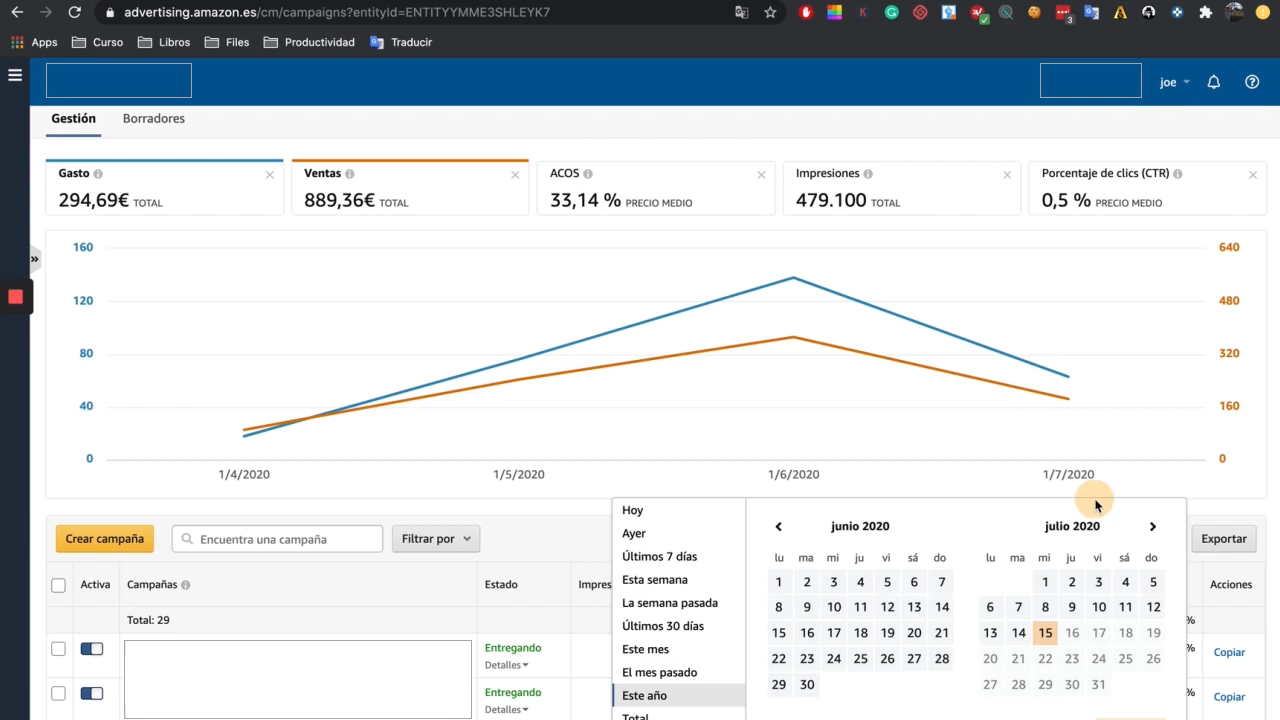 advertising.amazon.es/cm/campaigns?entityId=ENTITYYMME3SHLEYK7
Apps Curso Libros Files Productividad Traducir
joe
Gestión Borradores
Gasto Ventas ACOS Impresiones Porcentaje de clics (CTR)
294,69€ TOTAL 889,36€ TOTAL 33,14 % PRECIO MEDIO 479.100 TOTAL 0,5 % PRECIO MEDIO
160 640
120 480
80 320
40 160
0 0
1/4/2020 1/5/2020 1/6/2020 1/7/2020
Crear campaña Encuentra una campaña Filtrar por Exportar
Activa Campañas Estado Impres Acciones
Total: 29 %
Entregando % Copiar
Detalles
Entregando % Copiar
Detalles
Hoy
Ayer
Últimos 7 días
Esta semana
La semana pasada
Últimos 30 días
Este mes
El mes pasado
Este año
Total
junio 2020
lu ma mi ju vi sá do
1 2 3 4 5 6 7
8 9 10 11 12 13 14
15 16 17 18 19 20 21
22 23 24 25 26 27 28
29 30
julio 2020
lu ma mi ju vi sá do
1 2 3 4 5
6 7 8 9 10 11 12
13 14 15 16 17 18 19
20 21 22 23 24 25 26
27 28 29 30 31